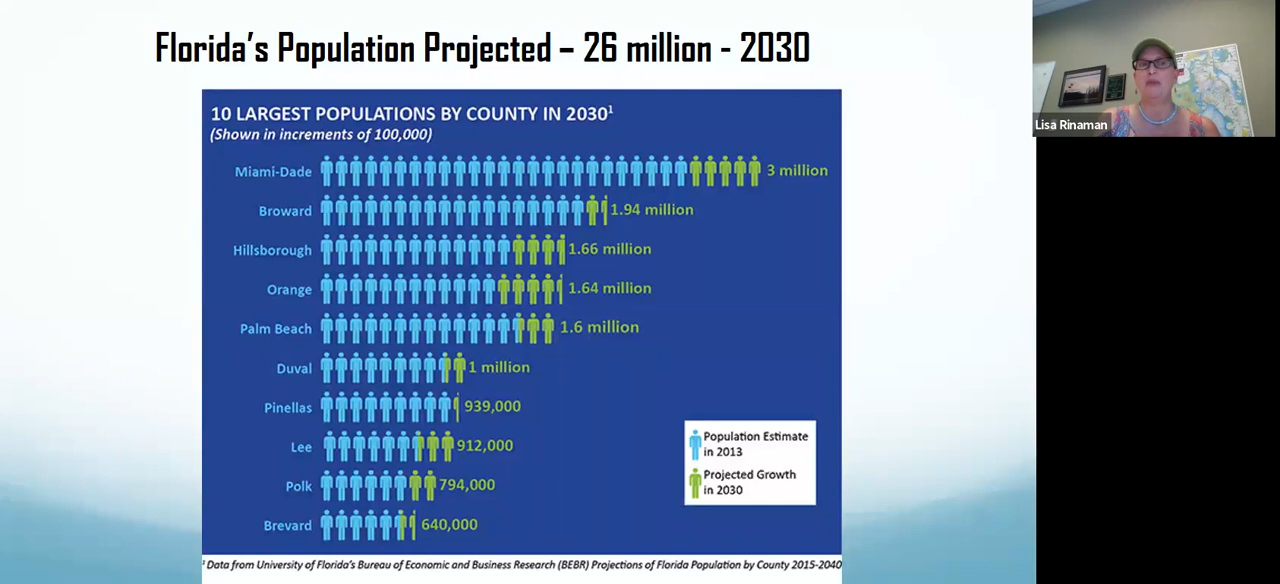 Florida's Population Projected – 26 million - 2030
Lisa Rinaman
10 LARGEST POPULATIONS BY COUNTY IN 2030¹
(Shown in increments of 100,000)
Miami-Dade 3 million
Broward 1.94 million
Hillsborough 1.66 million
Orange 1.64 million
Palm Beach 1.6 million
Duval 1 million
Pinellas 939,000
Lee 912,000
Polk 794,000
Brevard 640,000
Population Estimate
in 2013
Projected Growth
in 2030
¹ Data from University of Florida's Bureau of Economic and Business Research (BEBR) Projections of Florida Population by County 2015-2040